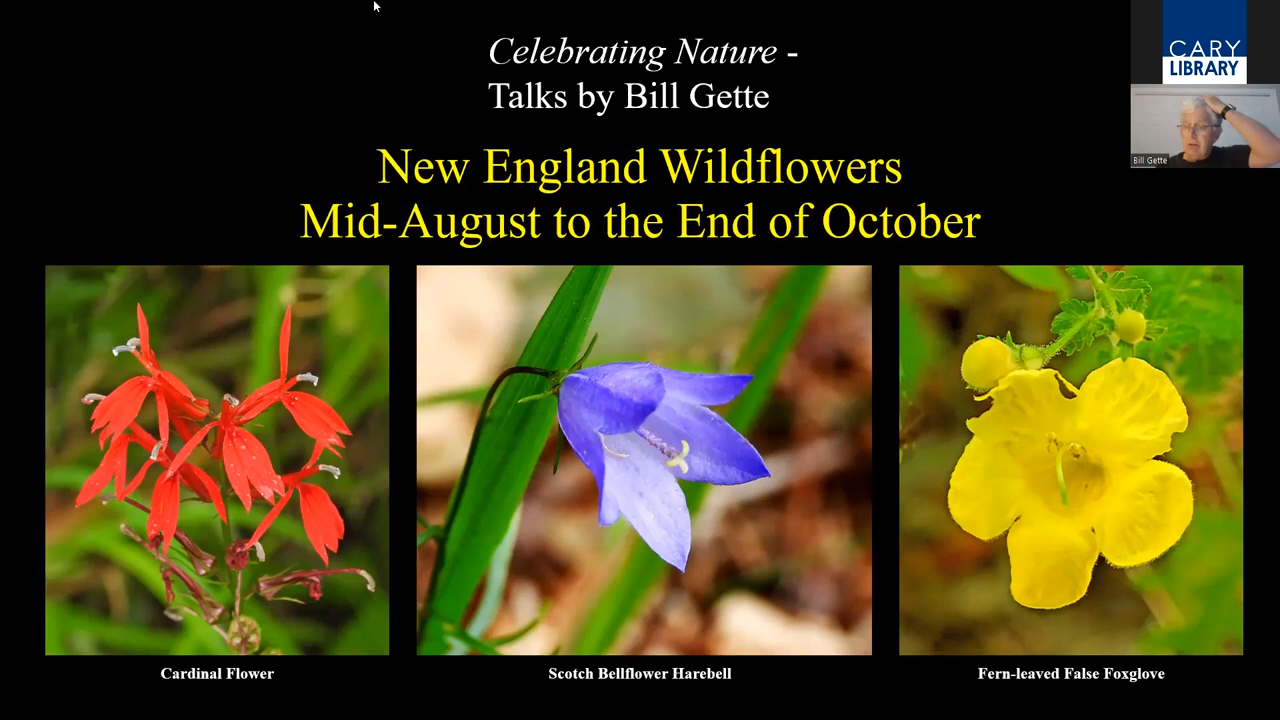 Celebrating Nature -
Talks by Bill Gette
New England Wildflowers
Mid-August to the End of October
CARY
LIBRARY
Bill Gette
Cardinal Flower
Scotch Bellflower Harebell
Fern-leaved False Foxglove